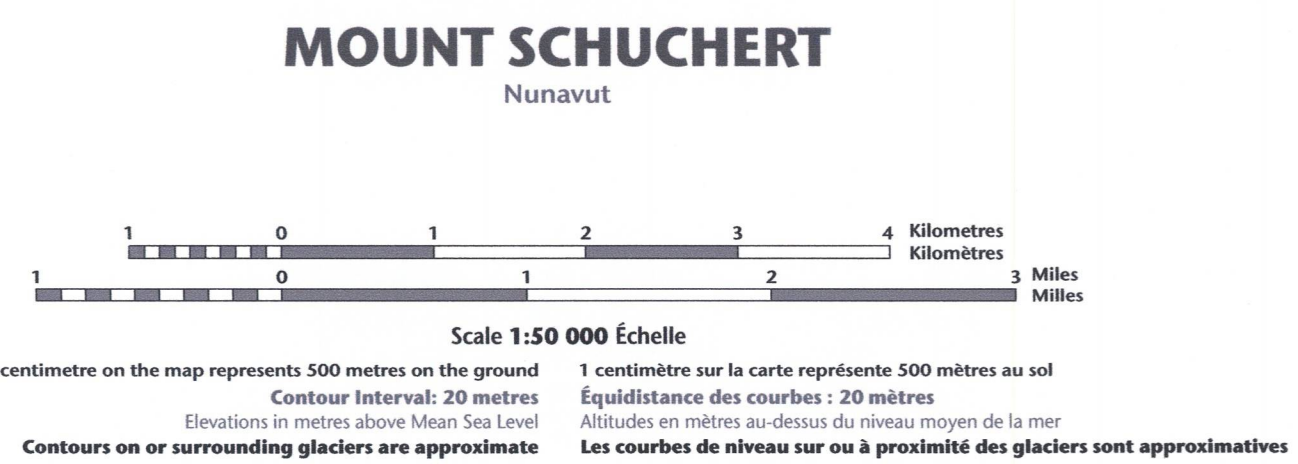 MOUNT SCHUCHERT
Nunavut
1 0 1 2 3 4 Kilometres
Kilomètres
1 0 1 2 3 Miles
Milles
Scale 1:50 000 Échelle
centimetre on the map represents 500 metres on the ground
1 centimètre sur la carte représente 500 mètres au sol
Contour Interval: 20 metres
Équidistance des courbes : 20 mètres
Elevations in metres above Mean Sea Level
Altitudes en mètres au-dessus du niveau moyen de la mer
Contours on or surrounding glaciers are approximate
Les courbes de niveau sur ou à proximité des glaciers sont approximatives